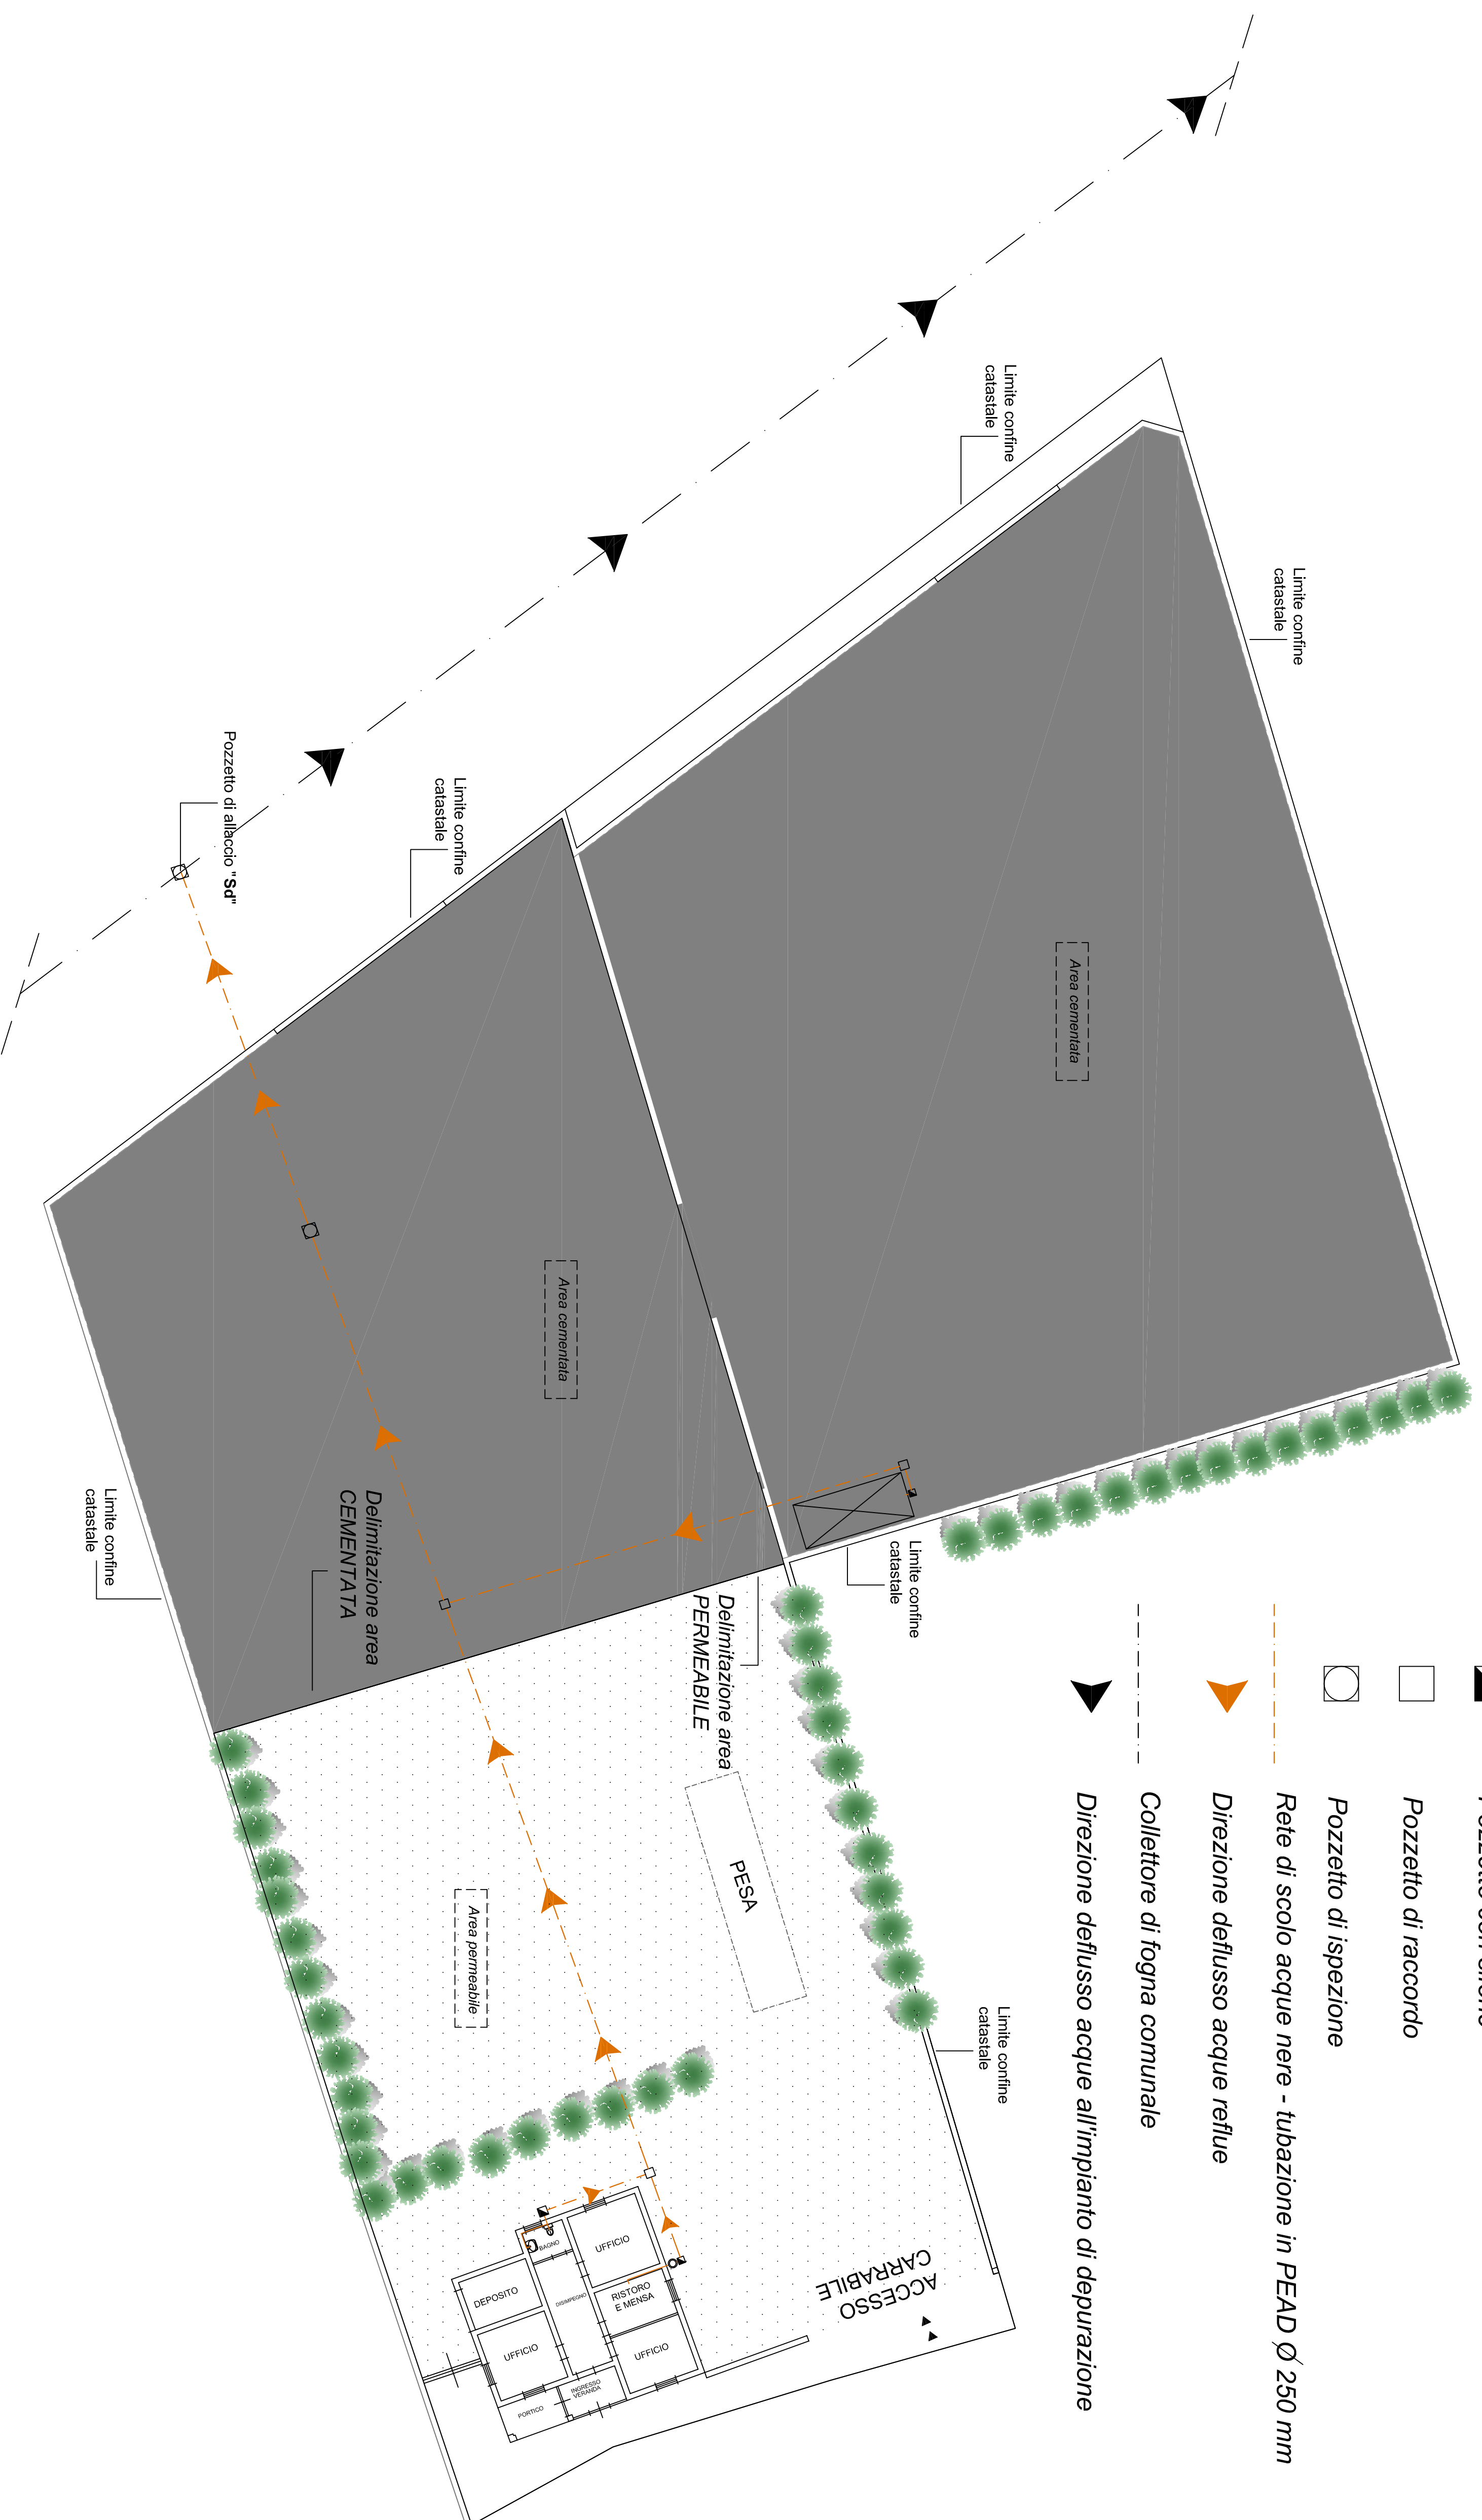 Limite confine
catastale
Limite confine
catastale
Pozzetto di allaccio "Sd"
Limite confine
catastale
Area cementata
Area cementata
Limite confine
catastale
Delimitazione area
CEMENTATA
Limite confine
catastale
Delimitazione area
PERMEABILE
PESA
Area permeabile
Limite confine
catastale
ACCESSO
CARRABILE
UFFICIO
BAGNO
DISIMPEGNO
RISTORO
E MENSA
DEPOSITO
UFFICIO
UFFICIO
INGRESSO
VERANDA
PORTICO
Pozzetto di raccordo
Pozzetto di ispezione
Rete di scolo acque nere - tubazione in PEAD Ø 250 mm
Direzione deflusso acque reflue
Collettore di fogna comunale
Direzione deflusso acque all'impianto di depurazione